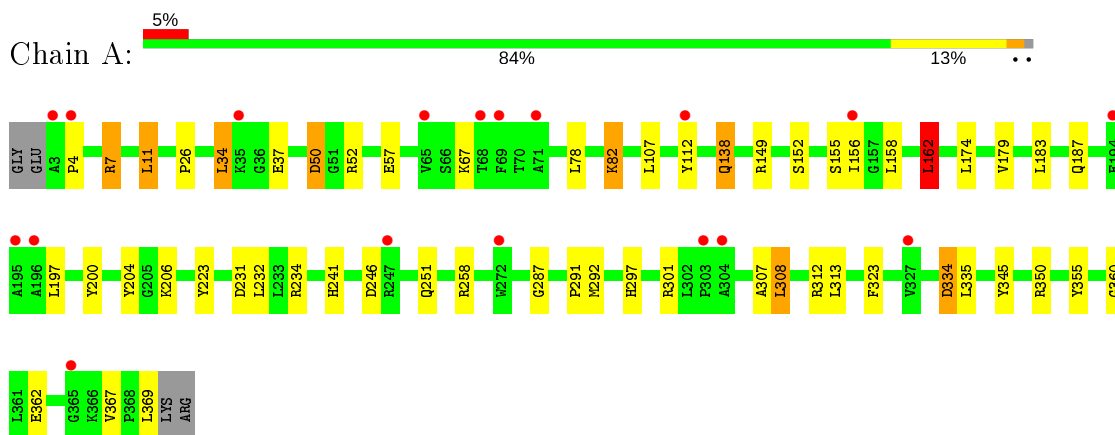 5%
Chain A:
84%
13%
GLY GLU A3 P4 R7 L11 P26 L34 K35 G36 E37 D50 G51 R52 E57 V65 S66 K67 T68 F69 T70 A71 L78 K82 L107 Y112 Q138 R149 S152 S155 I156 G157 L158 L162 L174 V179 L183 Q187 E194
A195 A196 L197 Y200 Y204 G205 K206 Y223 D231 L232 L233 R234 H241 D246 R247 Q251 R258 W272 G287 P291 M292 H297 R301 L302 P303 A304 A307 L308 R312 L313 F323 V327 D334 L335 Y345 R350 Y355 G360
L361 E362 G365 K366 V367 P368 L369 LYS ARG